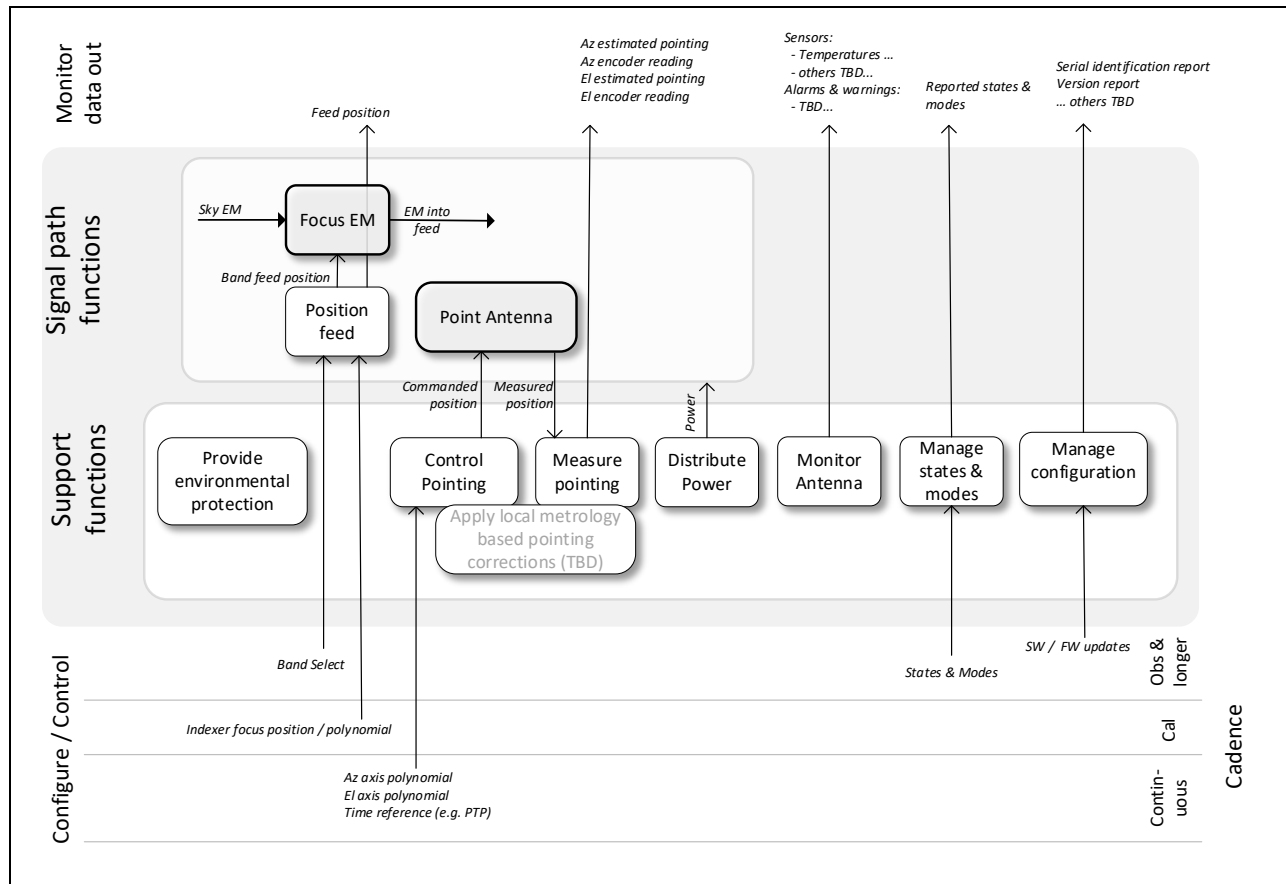 Monitor
data out
Az estimated pointing
Az encoder reading
El estimated pointing
El encoder reading
Sensors:
- Temperatures ...
- others TBD...
Alarms & warnings:
- TBD...
Reported states &
modes
Serial identification report
Version report
... others TBD
Feed position
Signal path
functions
Sky EM
Focus EM
EM into
feed
Band feed position
Position
feed
Point Antenna
Commanded
position
Measured
position
Power
Support
functions
Provide
environmental
protection
Control
Pointing
Measure
pointing
Distribute
Power
Monitor
Antenna
Manage
states &
modes
Manage
configuration
Apply local metrology
based pointing
corrections (TBD)
Configure / Control
Band Select
States & Modes
SW / FW updates
Obs &
longer
Indexer focus position / polynomial
Cal
Az axis polynomial
El axis polynomial
Time reference (e.g. PTP)
Contin-
uous
Cadence